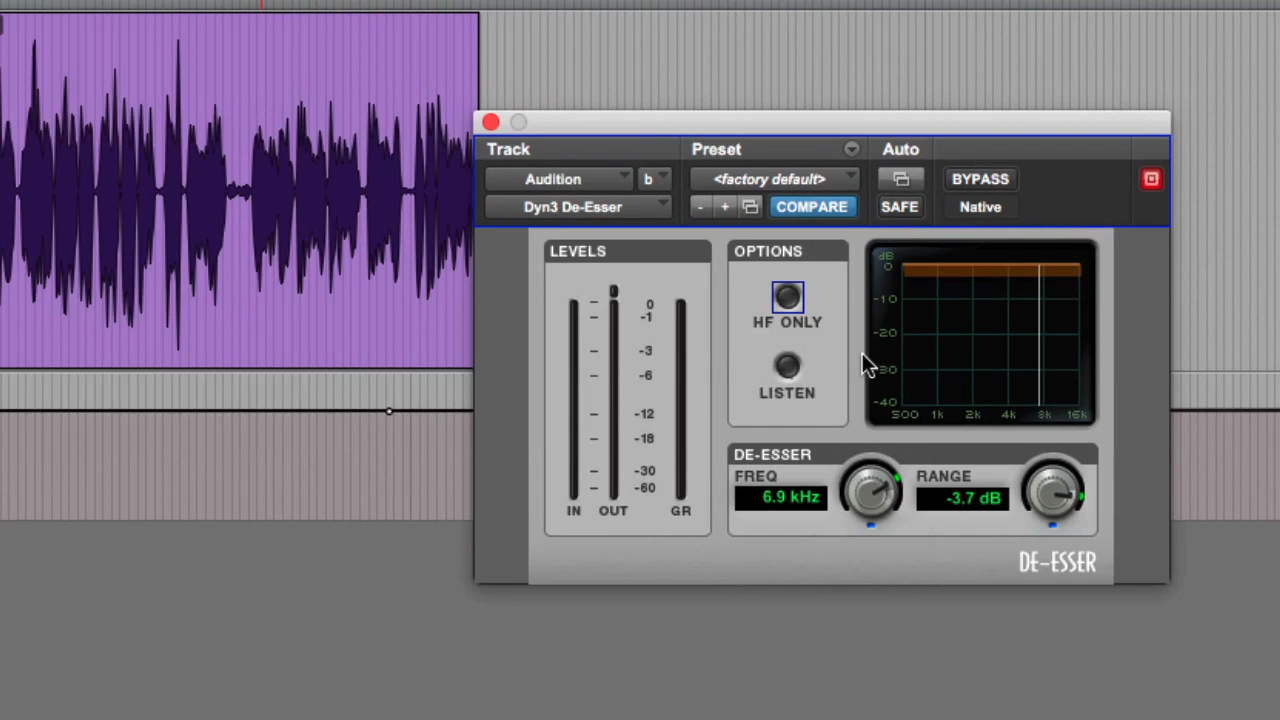 Track
Preset
Auto
Audition
b
<factory default>
BYPASS
Dyn3 De-Esser
- +
COMPARE
SAFE
Native
LEVELS
0
-1
-3
-6
-12
-18
-30
-60
IN OUT GR
OPTIONS
HF ONLY
LISTEN
dB
0
-10
-20
-30
-40
500 1k 2k 4k 8k 16k
DE-ESSER
FREQ
6.9 kHz
RANGE
-3.7 dB
DE-ESSER